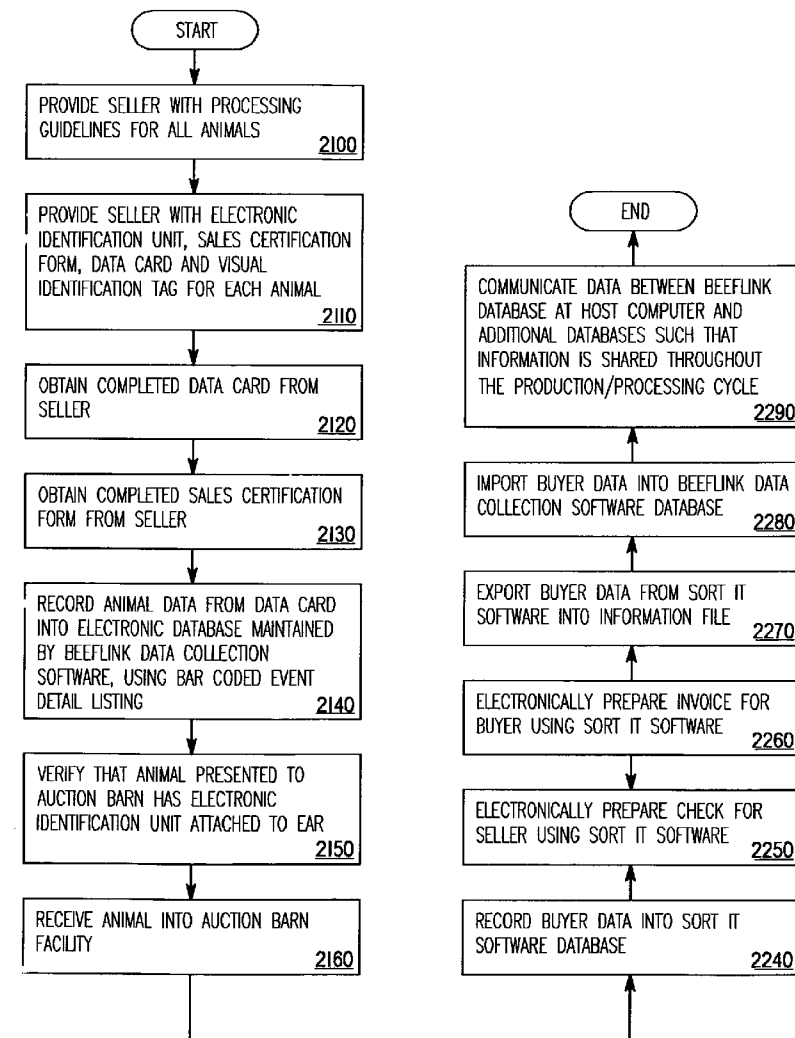 START
PROVIDE SELLER WITH PROCESSING
GUIDELINES FOR ALL ANIMALS
2100
PROVIDE SELLER WITH ELECTRONIC
IDENTIFICATION UNIT, SALES CERTIFICATION
FORM, DATA CARD AND VISUAL
IDENTIFICATION TAG FOR EACH ANIMAL
2110
OBTAIN COMPLETED DATA CARD FROM
SELLER
2120
OBTAIN COMPLETED SALES CERTIFICATION
FORM FROM SELLER
2130
RECORD ANIMAL DATA FROM DATA CARD
INTO ELECTRONIC DATABASE MAINTAINED
BY BEEFLINK DATA COLLECTION
SOFTWARE, USING BAR CODED EVENT
DETAIL LISTING
2140
VERIFY THAT ANIMAL PRESENTED TO
AUCTION BARN HAS ELECTRONIC
IDENTIFICATION UNIT ATTACHED TO EAR
2150
RECEIVE ANIMAL INTO AUCTION BARN
FACILITY
2160
END
COMMUNICATE DATA BETWEEN BEEFLINK
DATABASE AT HOST COMPUTER AND
ADDITIONAL DATABASES SUCH THAT
INFORMATION IS SHARED THROUGHOUT
THE PRODUCTION/PROCESSING CYCLE
2290
IMPORT BUYER DATA INTO BEEFLINK DATA
COLLECTION SOFTWARE DATABASE
2280
EXPORT BUYER DATA FROM SORT IT
SOFTWARE INTO INFORMATION FILE
2270
ELECTRONICALLY PREPARE INVOICE FOR
BUYER USING SORT IT SOFTWARE
2260
ELECTRONICALLY PREPARE CHECK FOR
SELLER USING SORT IT SOFTWARE
2250
RECORD BUYER DATA INTO SORT IT
SOFTWARE DATABASE
2240